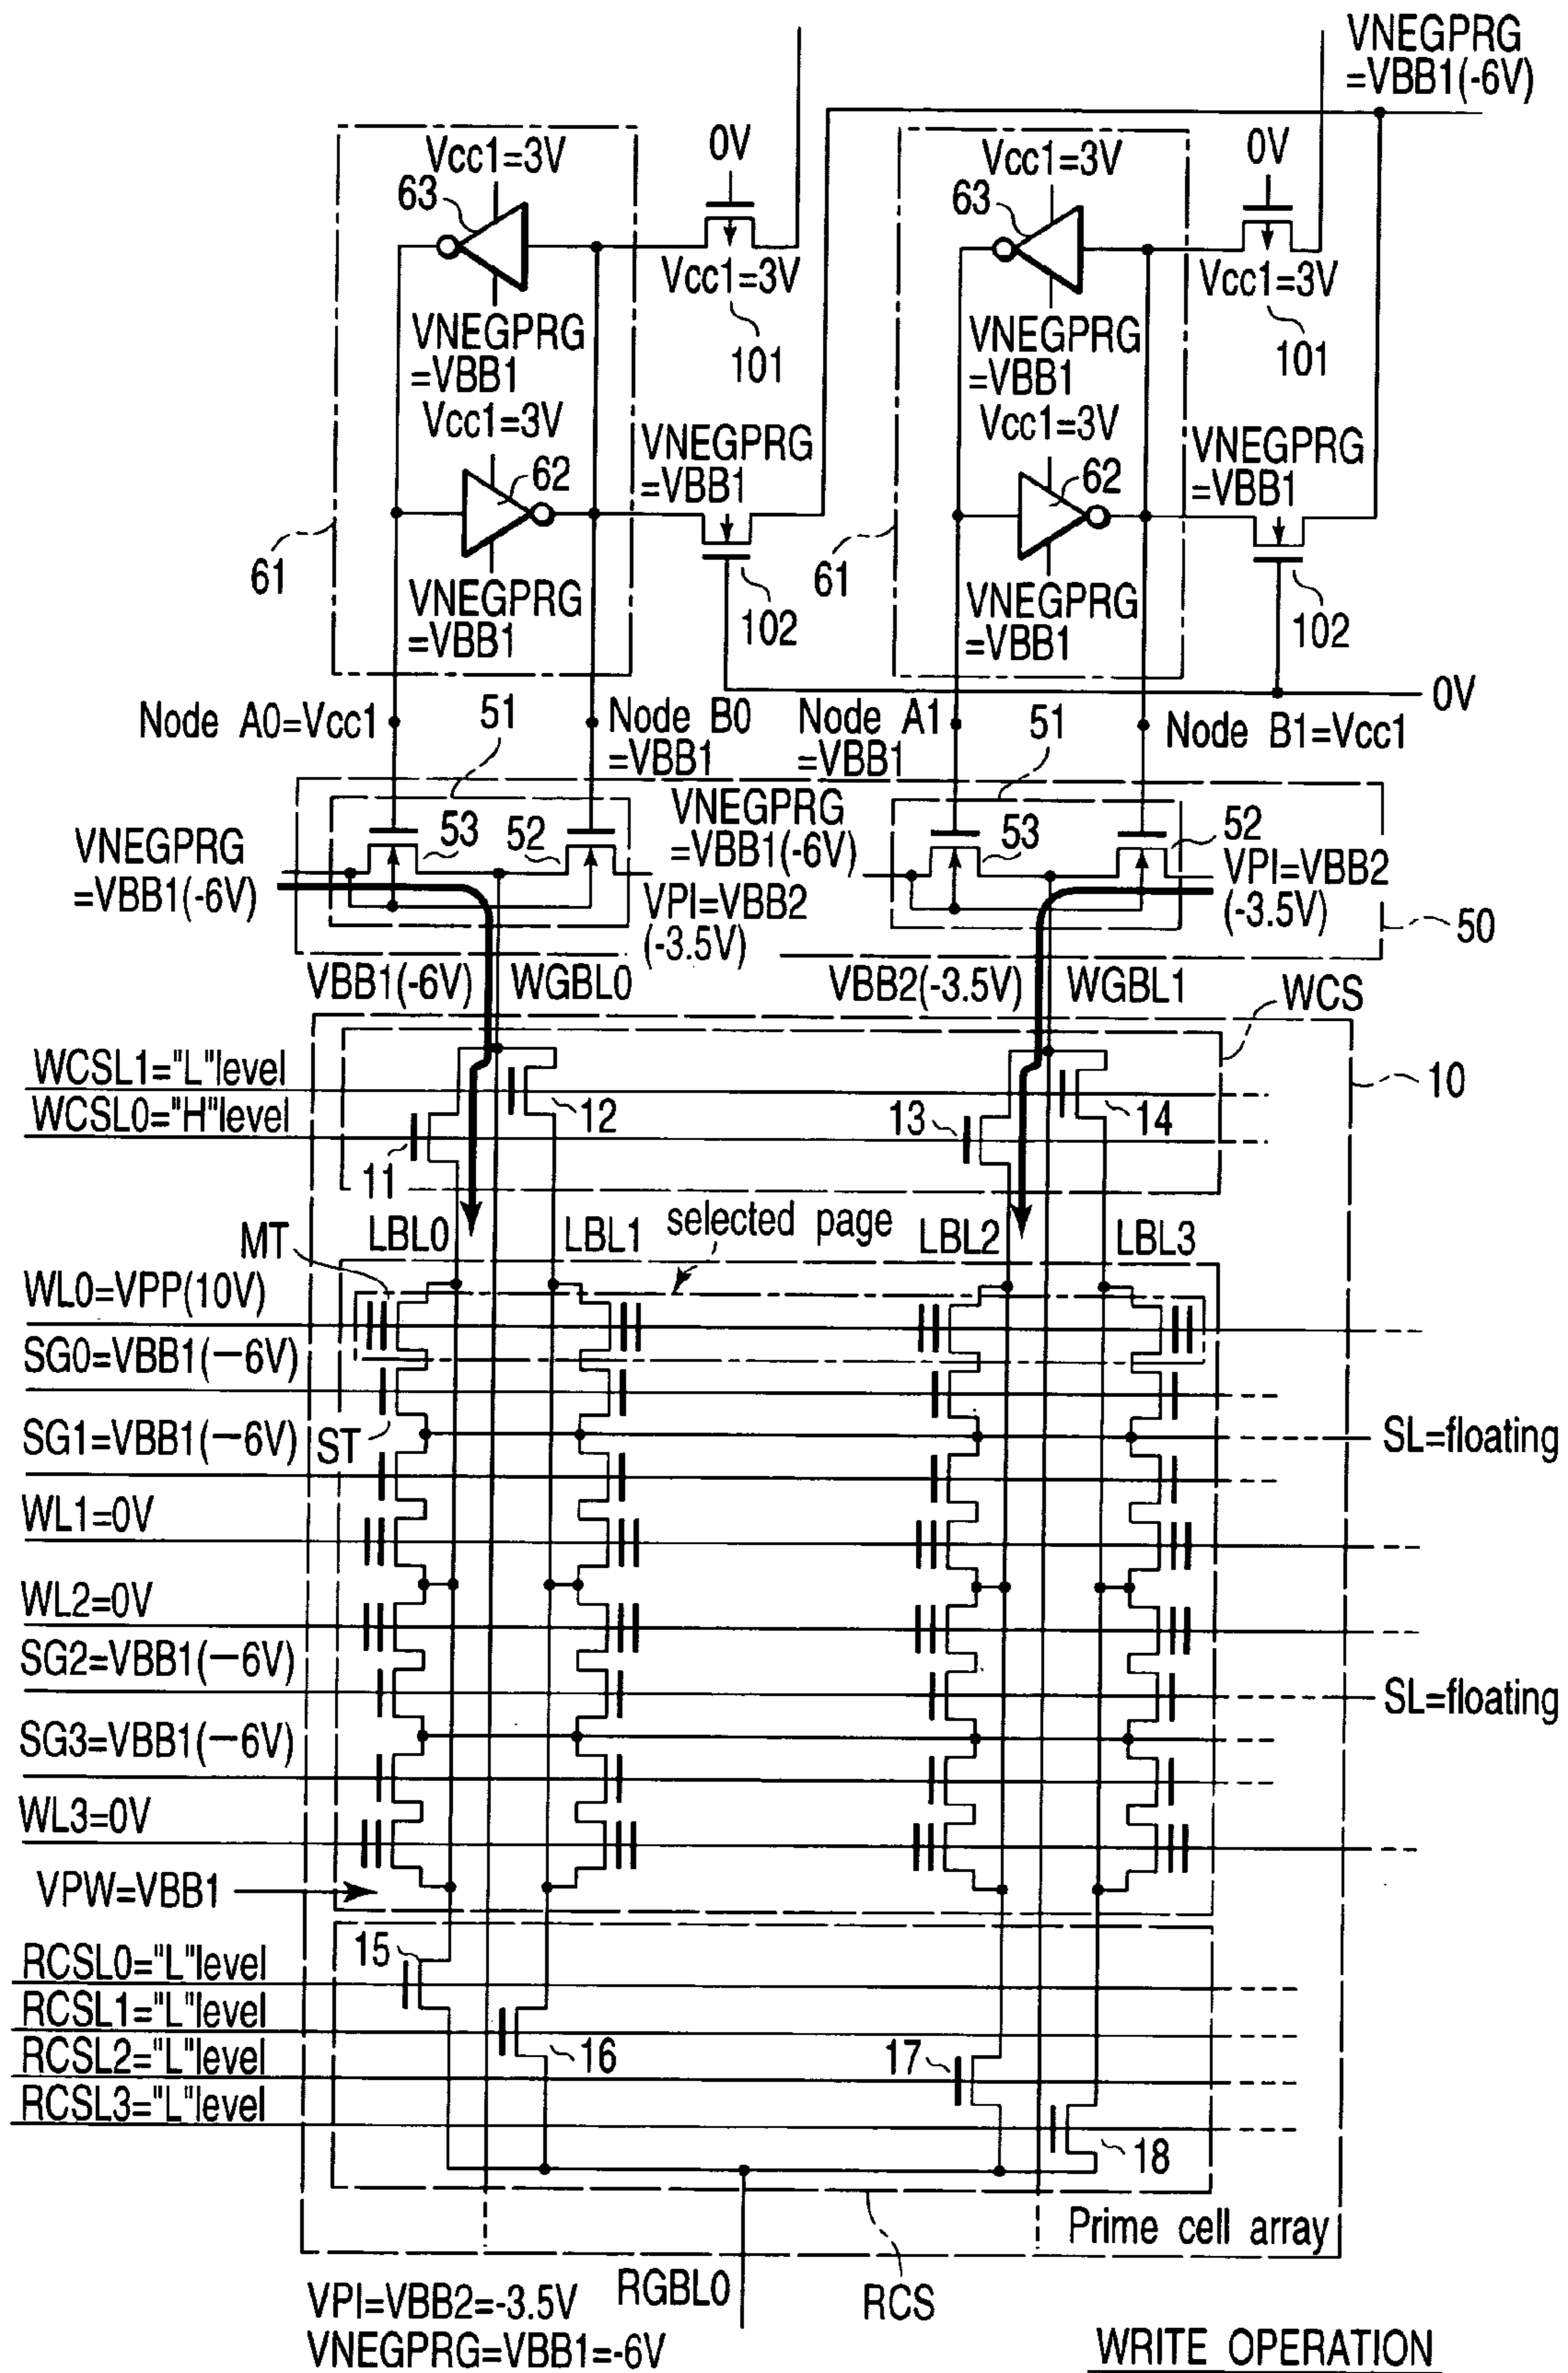 VNEGPRG
=VBB1(-6V)
0V
0V
Vcc1=3V
63
Vcc1=3V
63
Vcc1=3V
101
Vcc1=3V
101
VNEGPRG
=VBB1
VNEGPRG
=VBB1
Vcc1=3V
62
Vcc1=3V
62
VNEGPRG
=VBB1
VNEGPRG
=VBB1
61
61
VNEGPRG
=VBB1
VNEGPRG
=VBB1
102
102
0V
Node A0=Vcc1
51
Node B0
=VBB1
Node A1
=VBB1
51
Node B1=Vcc1
VNEGPRG
=VBB1(-6V)
53
52
VPI=VBB2
(-3.5V)
VNEGPRG
=VBB1(-6V)
53
52
VPI=VBB2
(-3.5V)
50
VBB1(-6V)
WGBL0
VBB2(-3.5V)
WGBL1
WCS
WCSL1="L"level
WCSL0="H"level
10
11
12
13
14
MT
LBL0
LBL1
selected page
LBL2
LBL3
WL0=VPP(10V)
SG0=VBB1(−6V)
SG1=VBB1(−6V)
ST
SL=floating
WL1=0V
WL2=0V
SG2=VBB1(−6V)
SL=floating
SG3=VBB1(−6V)
WL3=0V
VPW=VBB1
RCSL0="L"level
15
RCSL1="L"level
16
RCSL2="L"level
17
RCSL3="L"level
18
Prime cell array
RGBL0
RCS
VPI=VBB2=-3.5V
VNEGPRG=VBB1=-6V
WRITE OPERATION